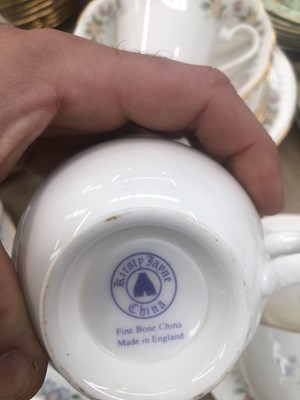 Kirsty Jayne
China
Fine Bone China
Made in England